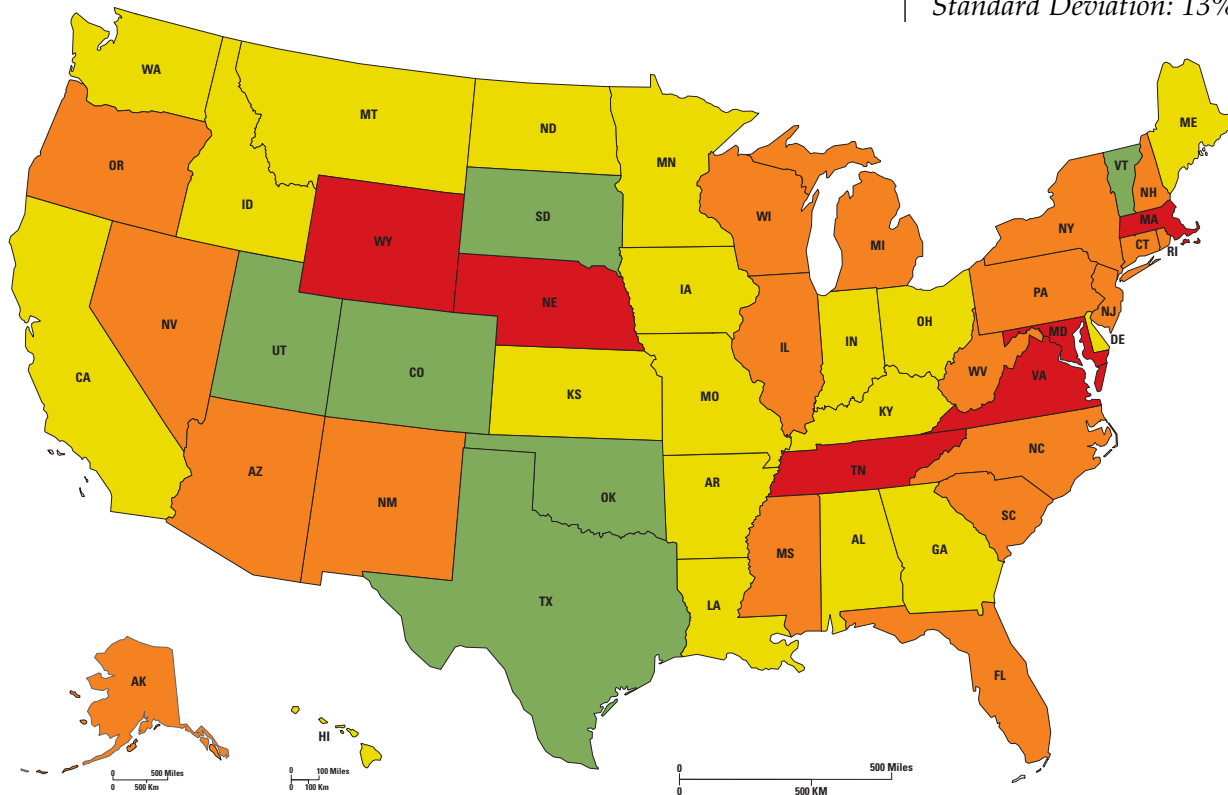 Standard Deviation: 13%
WA
MT
ND
MN
ME
VT
NH
OR
ID
SD
WI
MI
NY
MA
CT
RI
WY
NE
IA
PA
NJ
NV
UT
CO
IL
IN
OH
DE
MD
WV
VA
CA
KS
MO
KY
NC
TN
AZ
NM
OK
AR
SC
MS
AL
GA
TX
LA
FL
AK
HI
0 500 Miles
0 500 Km
0 100 Miles
0 100 Km
0 500 Miles
0 500 KM